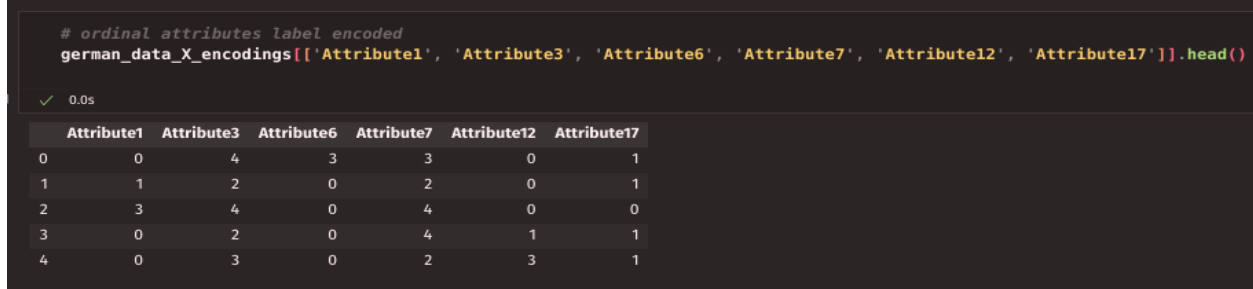 # ordinal attributes label encoded
german_data_X_encodings[['Attribute1', 'Attribute3', 'Attribute6', 'Attribute7', 'Attribute12', 'Attribute17']].head()
✓ 0.0s
Attribute1 Attribute3 Attribute6 Attribute7 Attribute12 Attribute17
0 0 4 3 3 0 1
1 1 2 0 2 0 1
2 3 4 0 4 0 0
3 0 2 0 4 1 1
4 0 3 0 2 3 1